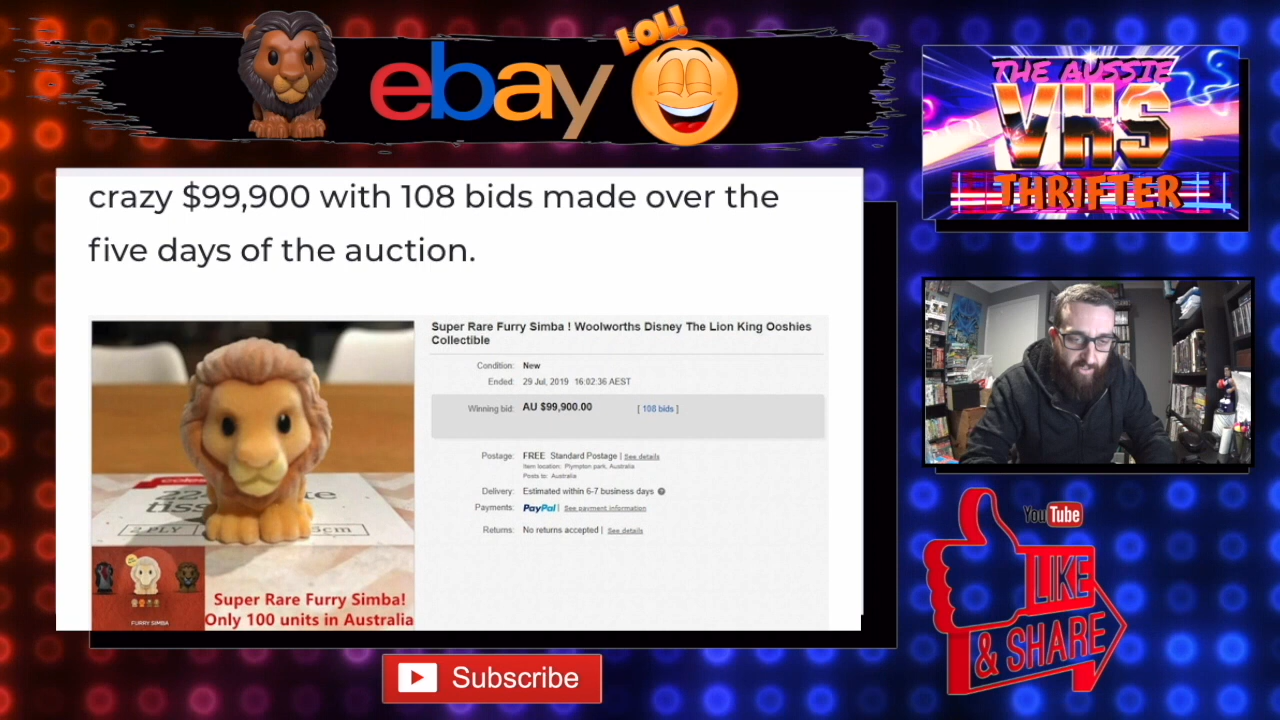 LOL!
ebay
THE AUSSIE
VHS
THRIFTER
crazy $99,900 with 108 bids made over the
five days of the auction.
Super Rare Furry Simba ! Woolworths Disney The Lion King Ooshies
Collectible
Condition: New
Ended: 29 Jul, 2019 16:02:36 AEST
Winning bid: AU $99,900.00 [ 108 bids ]
Postage: FREE Standard Postage | See details
Item location: Plympton park, Australia
Posts to: Australia
Delivery: Estimated within 6-7 business days
Payments: PayPal | See payment information
Returns: No returns accepted | See details
2 PLY
FURRY SIMBA
Super Rare Furry Simba!
Only 100 units in Australia
YouTube
LIKE
& SHARE
Subscribe